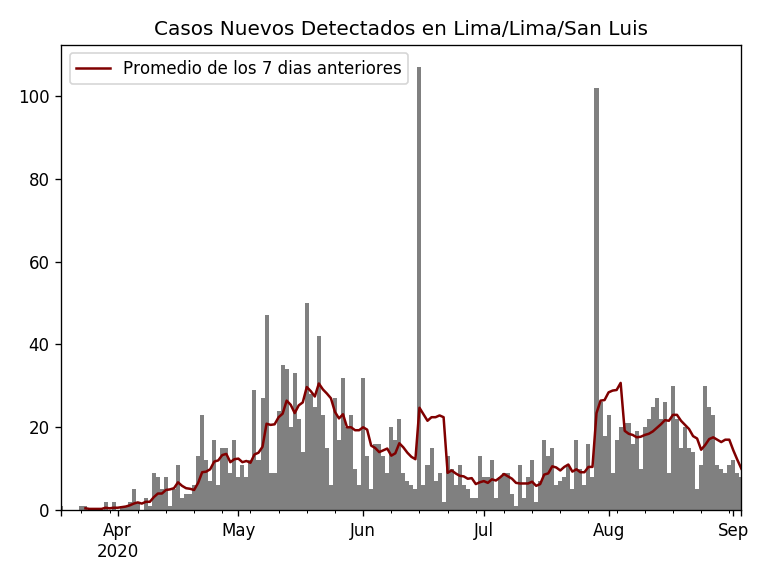 Casos Nuevos Detectados en Lima/Lima/San Luis
Promedio de los 7 dias anteriores
100
80
60
40
20
0
Apr May Jun Jul Aug Sep
2020